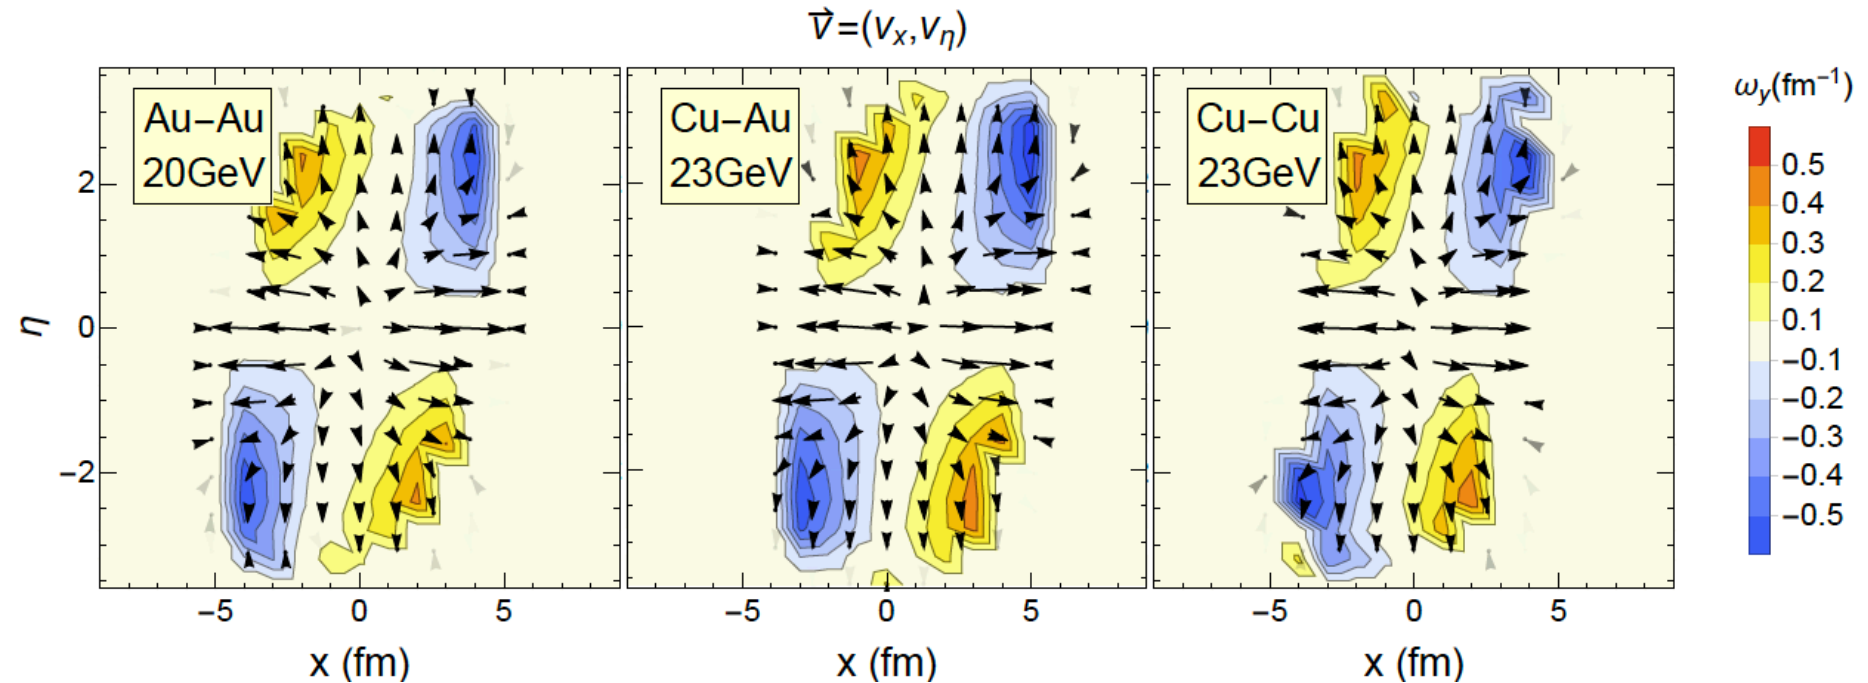 v⃗=(vₓ,v_η)
Au−Au
20GeV
Cu−Au
23GeV
Cu−Cu
23GeV
ω_y(fm⁻¹)
0.5
0.4
0.3
0.2
0.1
−0.1
−0.2
−0.3
−0.4
−0.5
η
2
0
−2
−5 0 5
−5 0 5
−5 0 5
x (fm)
x (fm)
x (fm)